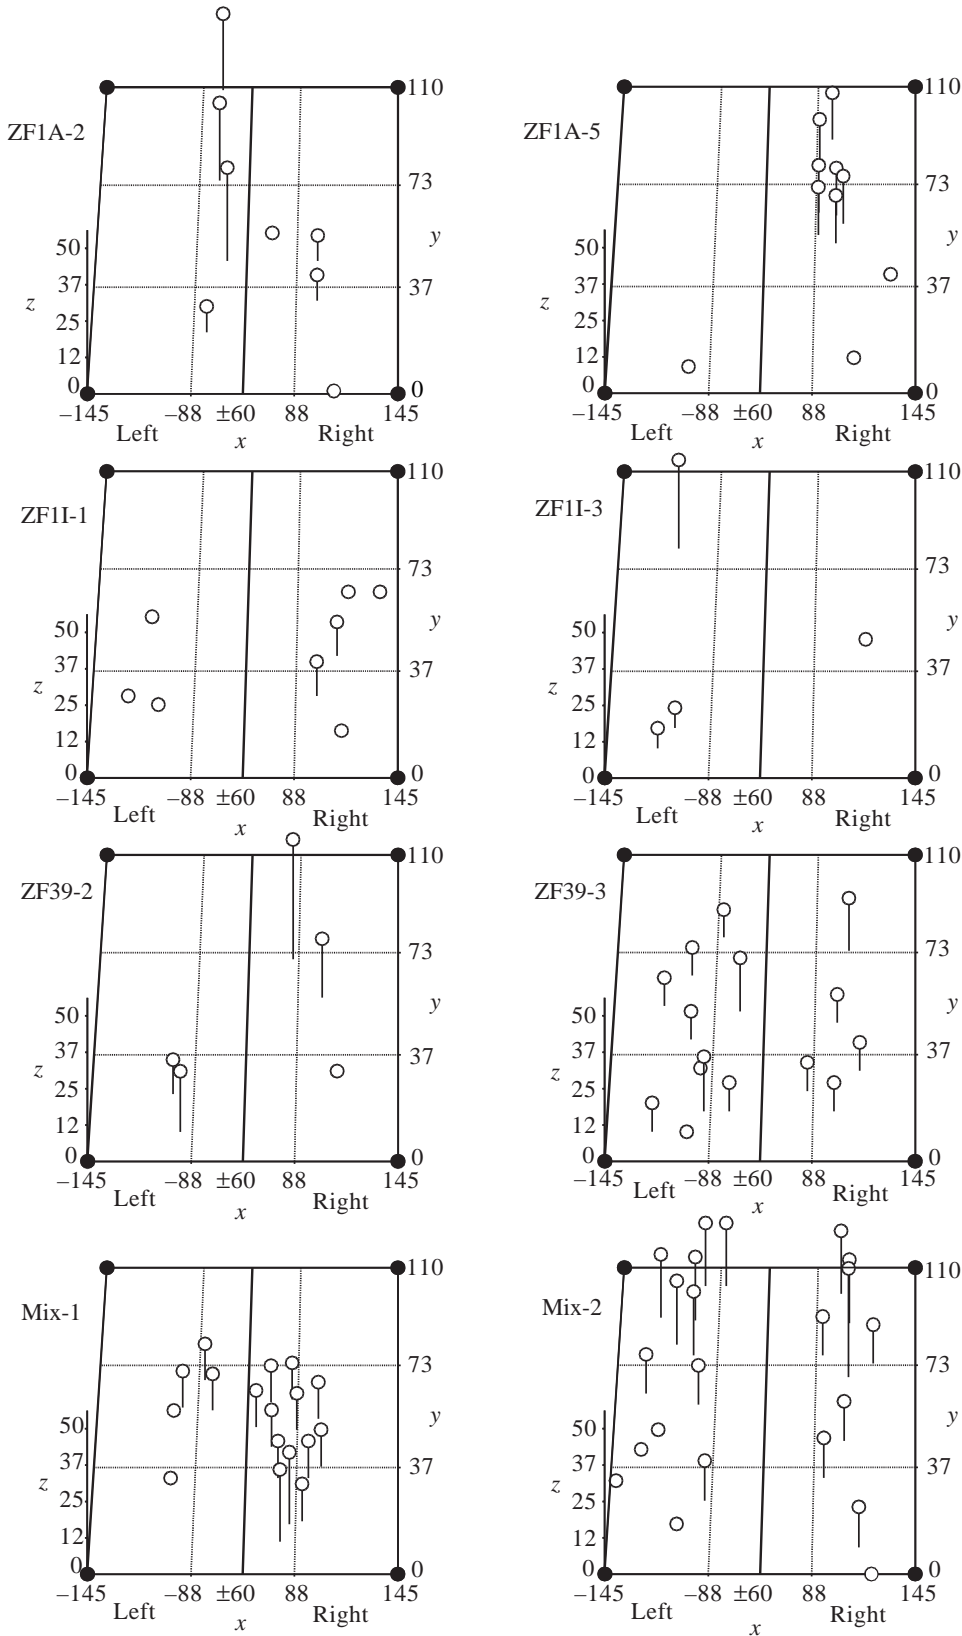 110 110
ZF1A-2 ZF1A-5
73 73
50 y 50 y
37 37 37 37
z 25 z 25
12 12
0 0 0 0
–145 –88 ±60 88 145 –145 –88 ±60 88 145
Left x Right Left x Right
110 110
ZF1I-1 ZF1I-3
73 73
50 y 50 y
37 37 37 37
z 25 z 25
12 12
0 0 0 0
–145 –88 ±60 88 145 –145 –88 ±60 88 145
Left x Right Left x Right
110 110
ZF39-2 ZF39-3
73 73
50 y 50 y
37 37 37 37
z 25 z 25
12 12
0 0 0 0
–145 –88 ±60 88 145 –145 –88 ±60 88 145
Left x Right Left x Right
110 110
Mix-1 Mix-2
73 73
50 y 50 y
37 37 37 37
z 25 z 25
12 12
0 0 0 0
–145 –88 ±60 88 145 –145 –88 ±60 88 145
Left x Right Left x Right